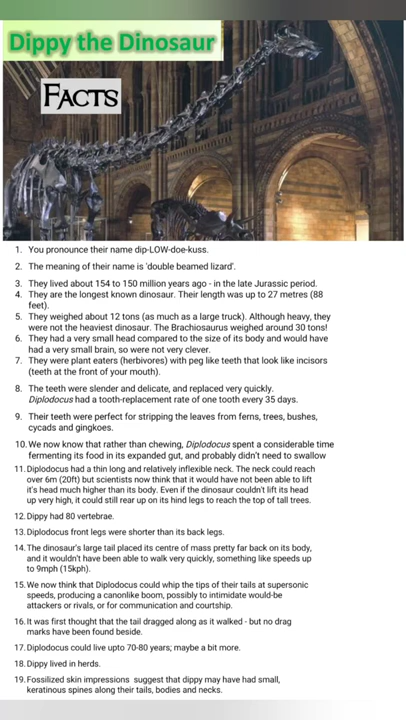 Dippy the Dinosaur
FACTS
1. You pronounce their name dip-LOW-doe-kuss.
2. The meaning of their name is 'double beamed lizard'.
3. They lived about 154 to 150 million years ago - in the late Jurassic period.
4. They are the longest known dinosaur. Their length was up to 27 metres (88
feet).
5. They weighed about 12 tons (as much as a large truck). Although heavy, they
were not the heaviest dinosaur. The Brachiosaurus weighed around 30 tons!
6. They had a very small head compared to the size of its body and would have
had a very small brain, so were not very clever.
7. They were plant eaters (herbivores) with peg like teeth that look like incisors
(teeth at the front of your mouth).
8. The teeth were slender and delicate, and replaced very quickly.
Diplodocus had a tooth-replacement rate of one tooth every 35 days.
9. Their teeth were perfect for stripping the leaves from ferns, trees, bushes,
cycads and gingkoes.
10. We now know that rather than chewing, Diplodocus spent a considerable time
fermenting its food in its expanded gut, and probably didn't need to swallow
11. Diplodocus had a thin long and relatively inflexible neck. The neck could reach
over 6m (20ft) but scientists now think that it would not have been able to lift
it's head much higher than its body. Even if the dinosaur couldn't lift its head
up very high, it could still rear up on its hind legs to reach the top of tall trees.
12. Dippy had 80 vertebrae.
13. Diplodocus front legs were shorter than its back legs.
14. The dinosaur's large tail placed its centre of mass pretty far back on its body,
and it wouldn't have been able to walk very quickly, something like speeds up
to 9mph (15kph).
15. We now think that Diplodocus could whip the tips of their tails at supersonic
speeds, producing a canonlike boom, possibly to intimidate would-be
attackers or rivals, or for communication and courtship.
16. It was first thought that the tail dragged along as it walked - but no drag
marks have been found beside.
17. Diplodocus could live upto 70-80 years; maybe a bit more.
18. Dippy lived in herds.
19. Fossilized skin impressions suggest that dippy may have had small,
keratinous spines along their tails, bodies and necks.